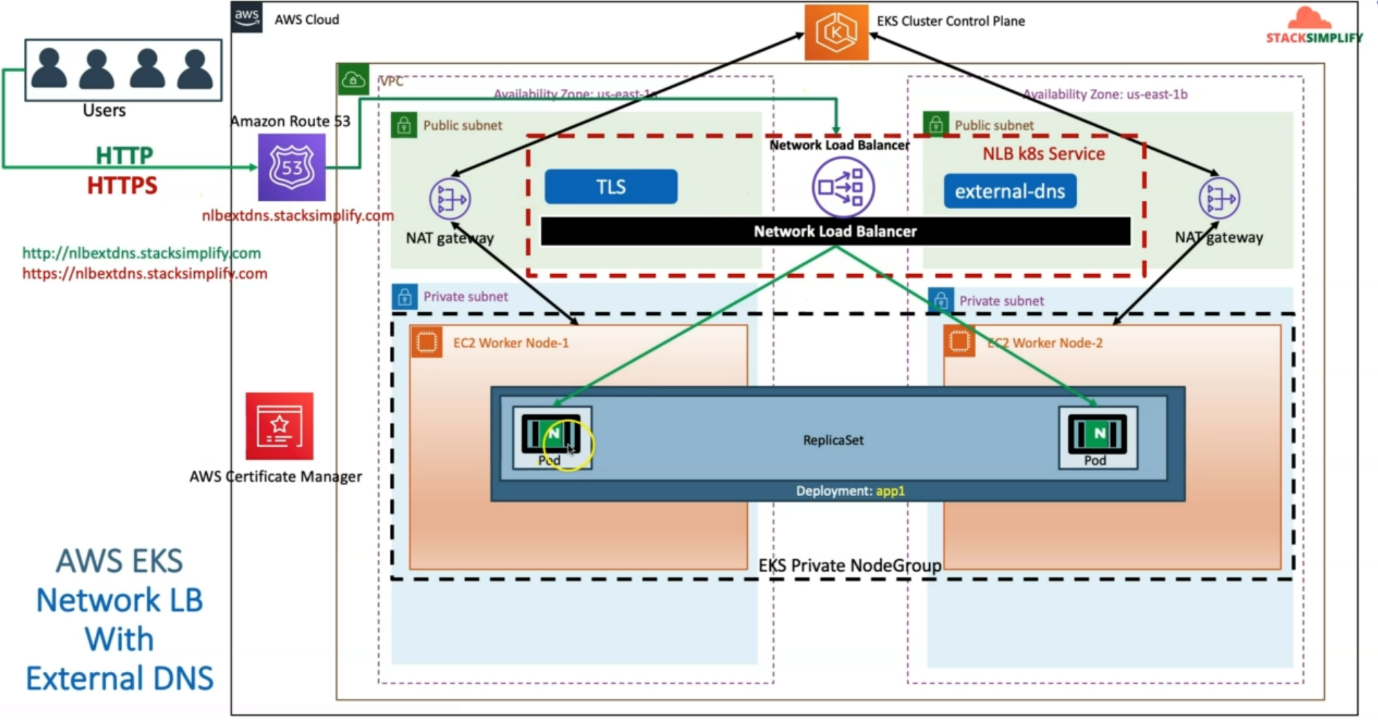 aws
AWS Cloud
EKS Cluster Control Plane
STACKSIMPLIFY
Users
VPC
Availability Zone: us-east-1a
Availability Zone: us-east-1b
Amazon Route 53
53
HTTP
HTTPS
nlbextdns.stacksimplify.com
http://nlbextdns.stacksimplify.com
https://nlbextdns.stacksimplify.com
Public subnet
Network Load Balancer
Public subnet
NLB k8s Service
TLS
external-dns
NAT gateway
Network Load Balancer
NAT gateway
Private subnet
Private subnet
EC2 Worker Node-1
EC2 Worker Node-2
N
Pod
ReplicaSet
N
Pod
Deployment: app1
EKS Private NodeGroup
AWS Certificate Manager
AWS EKS
Network LB
With
External DNS